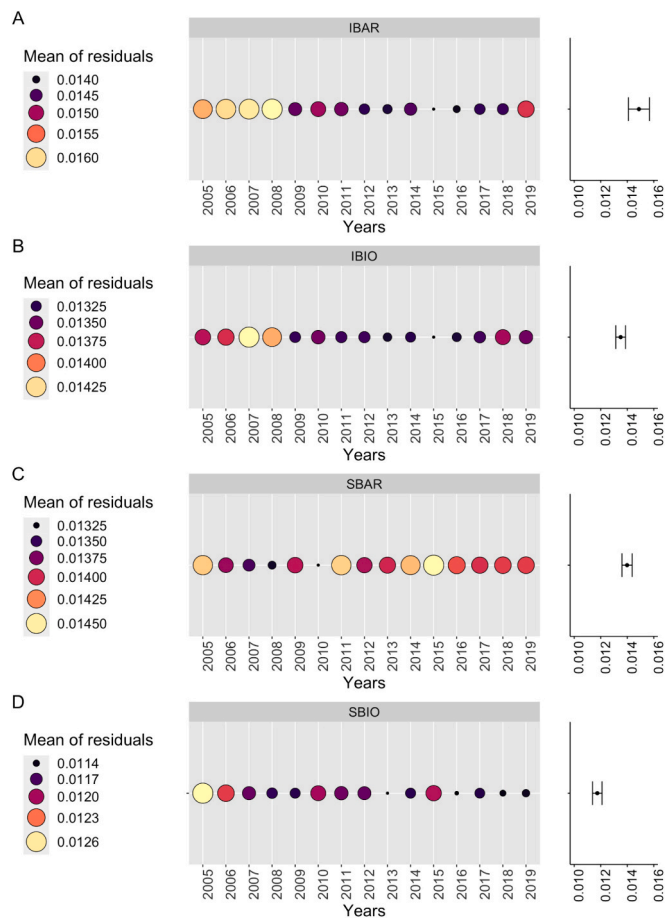 A
IBAR
Mean of residuals
0.0140
0.0145
0.0150
0.0155
0.0160
2005 2006 2007 2008 2009 2010 2011 2012 2013 2014 2015 2016 2017 2018 2019
Years
0.010 0.012 0.014 0.016
B
IBIO
Mean of residuals
0.01325
0.01350
0.01375
0.01400
0.01425
2005 2006 2007 2008 2009 2010 2011 2012 2013 2014 2015 2016 2017 2018 2019
Years
0.010 0.012 0.014 0.016
C
SBAR
Mean of residuals
0.01325
0.01350
0.01375
0.01400
0.01425
0.01450
2005 2006 2007 2008 2009 2010 2011 2012 2013 2014 2015 2016 2017 2018 2019
Years
0.010 0.012 0.014 0.016
D
SBIO
Mean of residuals
0.0114
0.0117
0.0120
0.0123
0.0126
2005 2006 2007 2008 2009 2010 2011 2012 2013 2014 2015 2016 2017 2018 2019
Years
0.010 0.012 0.014 0.016